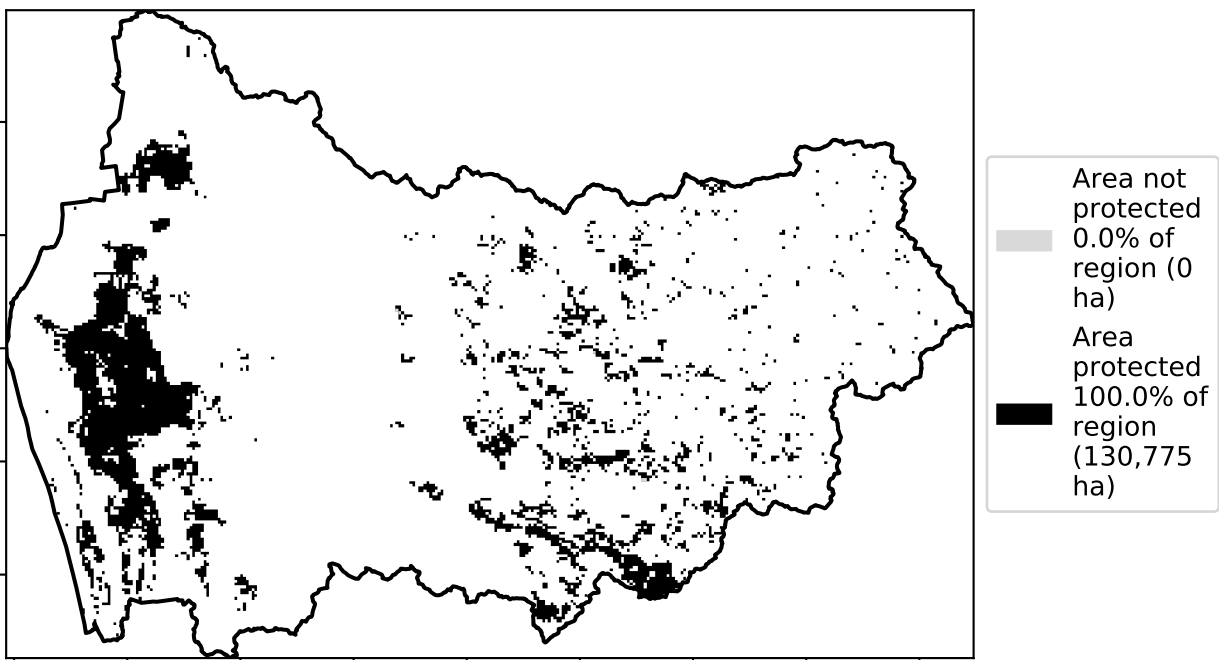 Area not
protected
0.0% of
region (0
ha)
Area
protected
100.0% of
region
(130,775
ha)